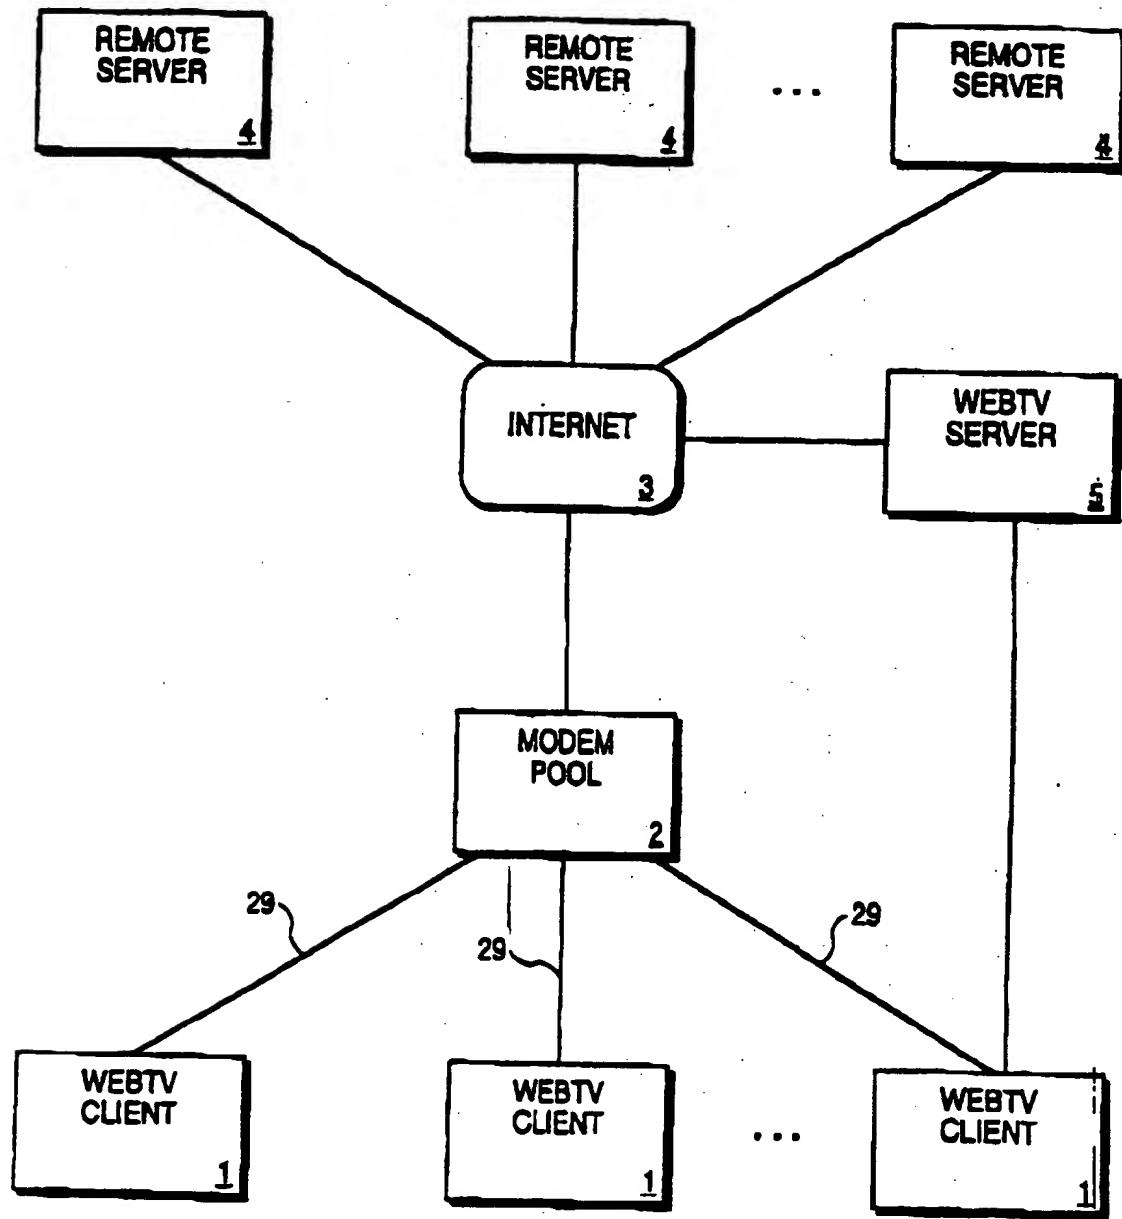 REMOTE
SERVER
4
REMOTE
SERVER
4
...
REMOTE
SERVER
4
INTERNET
3
WEBTV
SERVER
5
MODEM
POOL
2
29
29
29
WEBTV
CLIENT
1
WEBTV
CLIENT
1
...
WEBTV
CLIENT
1